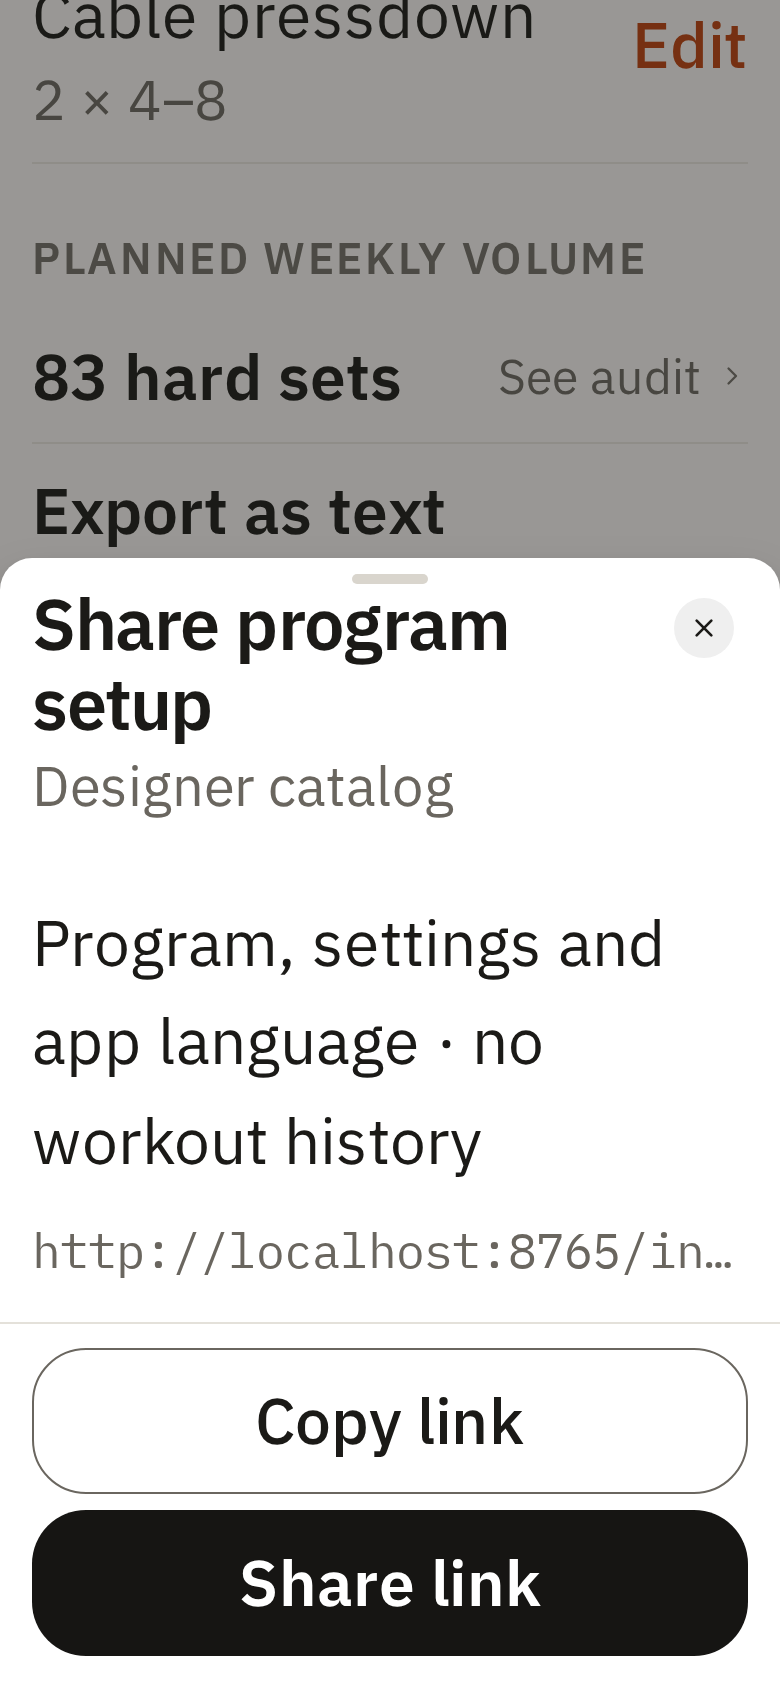 Cable pressdown
Edit
2 × 4–8
PLANNED WEEKLY VOLUME
83 hard sets
See audit
Export as text
Share program
setup
Designer catalog
Program, settings and
app language · no
workout history
http://localhost:8765/in…
Copy link
Share link